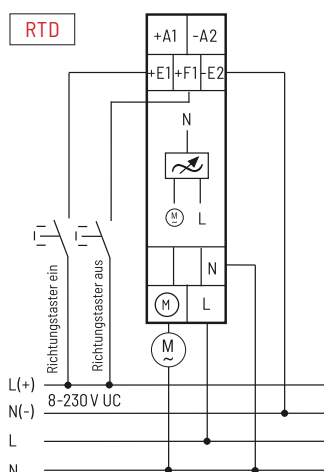 RTD
+A1 -A2
+E1 +F1 -E2
N
M ~ L
N
M L
M ~
Richtungstaster ein
Richtungstaster aus
L(+)
8-230 V UC
N(-)
L
N